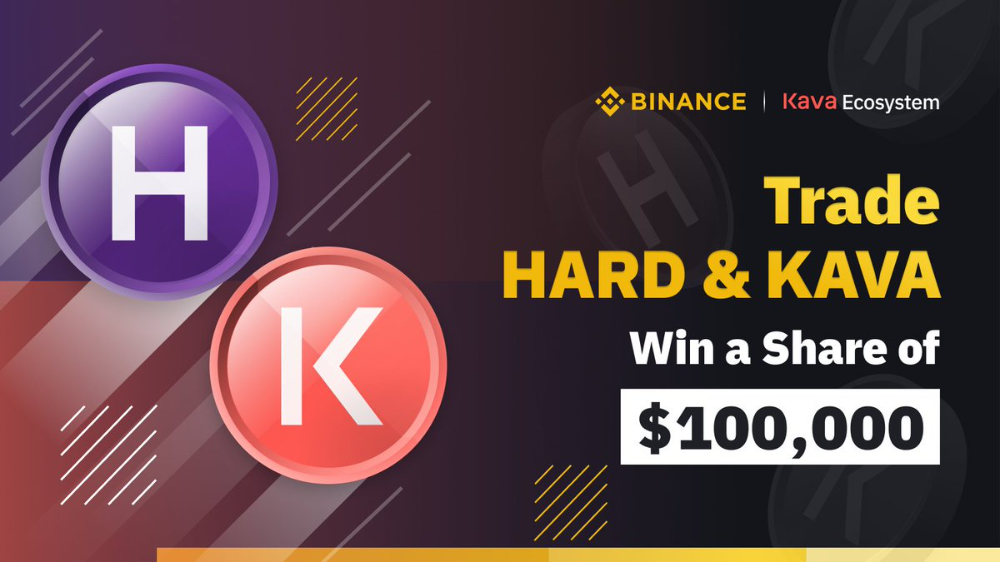 H
K
BINANCE | Kava Ecosystem
Trade
HARD & KAVA
Win a Share of
$100,000